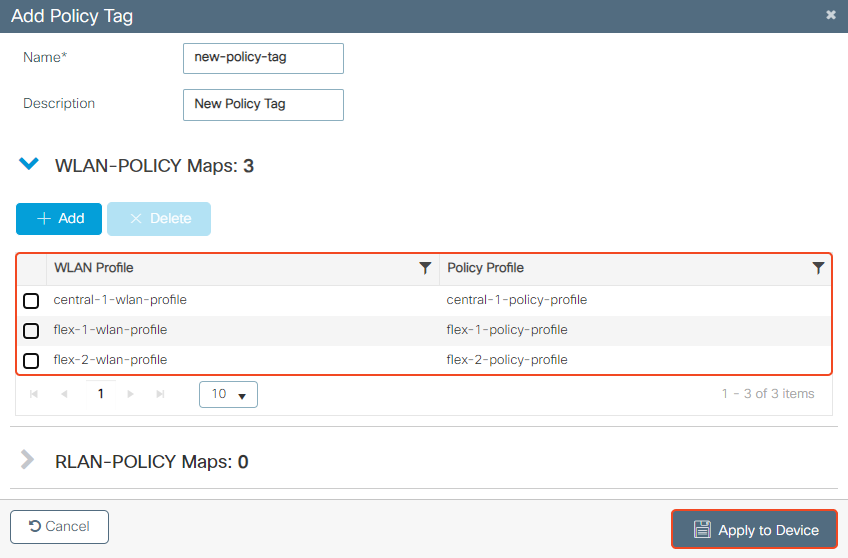 Add Policy Tag
Name* new-policy-tag
Description New Policy Tag
WLAN-POLICY Maps: 3
Add Delete
WLAN Profile Policy Profile
central-1-wlan-profile central-1-policy-profile
flex-1-wlan-profile flex-1-policy-profile
flex-2-wlan-profile flex-2-policy-profile
1 10 1 - 3 of 3 items
RLAN-POLICY Maps: 0
Cancel Apply to Device